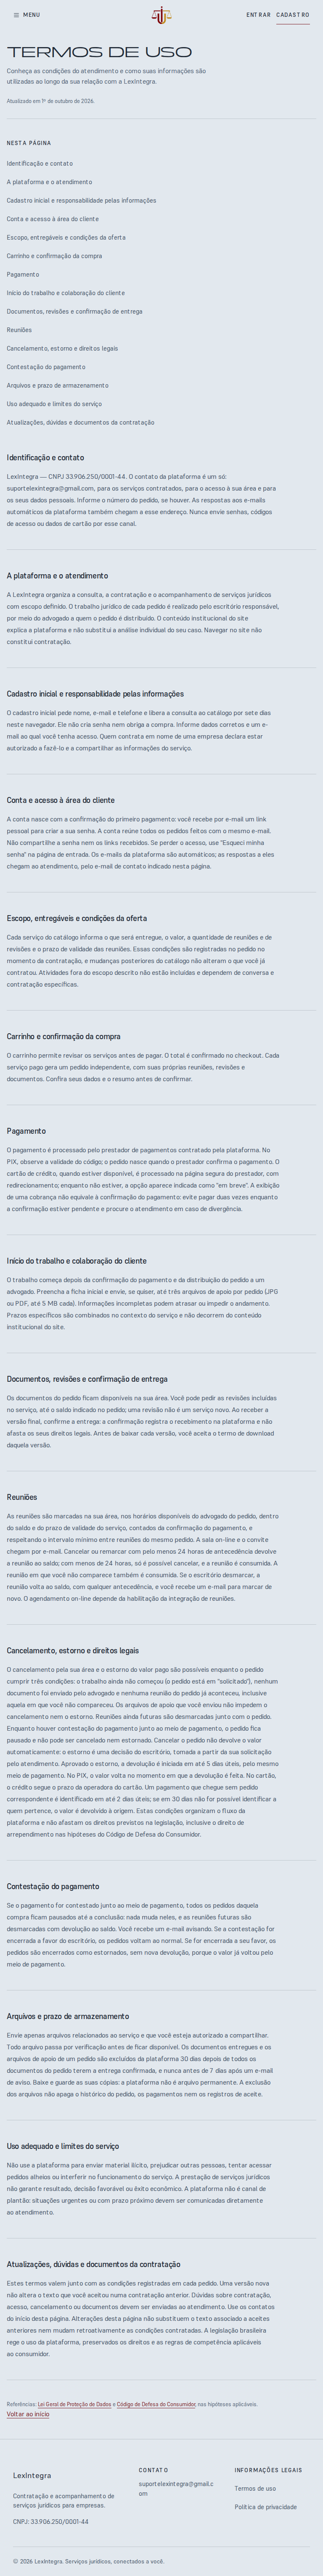 MENU
ENTRAR CADASTRO
TERMOS DE USO
Conheça as condições do atendimento e como suas informações são
utilizadas ao longo da sua relação com a LexIntegra.
Atualizado em 1º de outubro de 2026.
NESTA PÁGINA
Identificação e contato
A plataforma e o atendimento
Cadastro inicial e responsabilidade pelas informações
Conta e acesso à área do cliente
Escopo, entregáveis e condições da oferta
Carrinho e confirmação da compra
Pagamento
Início do trabalho e colaboração do cliente
Documentos, revisões e confirmação de entrega
Reuniões
Cancelamento, estorno e direitos legais
Contestação do pagamento
Arquivos e prazo de armazenamento
Uso adequado e limites do serviço
Atualizações, dúvidas e documentos da contratação
Identificação e contato
LexIntegra — CNPJ 33.906.250/0001-44. O contato da plataforma é um só:
suportelexintegra@gmail.com, para os serviços contratados, para o acesso à sua área e para
os seus dados pessoais. Informe o número do pedido, se houver. As respostas aos e-mails
automáticos da plataforma também chegam a esse endereço. Nunca envie senhas, códigos
de acesso ou dados de cartão por esse canal.
A plataforma e o atendimento
A LexIntegra organiza a consulta, a contratação e o acompanhamento de serviços jurídicos
com escopo definido. O trabalho jurídico de cada pedido é realizado pelo escritório responsável,
por meio do advogado a quem o pedido é distribuído. O conteúdo institucional do site
explica a plataforma e não substitui a análise individual do seu caso. Navegar no site não
constitui contratação.
Cadastro inicial e responsabilidade pelas informações
O cadastro inicial pede nome, e-mail e telefone e libera a consulta ao catálogo por sete dias
neste navegador. Ele não cria senha nem obriga a compra. Informe dados corretos e um e-
mail ao qual você tenha acesso. Quem contrata em nome de uma empresa declara estar
autorizado a fazê-lo e a compartilhar as informações do serviço.
Conta e acesso à área do cliente
A conta nasce com a confirmação do primeiro pagamento: você recebe por e-mail um link
pessoal para criar a sua senha. A conta reúne todos os pedidos feitos com o mesmo e-mail.
Não compartilhe a senha nem os links recebidos. Se perder o acesso, use "Esqueci minha
senha" na página de entrada. Os e-mails da plataforma são automáticos; as respostas a eles
chegam ao atendimento, pelo e-mail de contato indicado nesta página.
Escopo, entregáveis e condições da oferta
Cada serviço do catálogo informa o que será entregue, o valor, a quantidade de reuniões e de
revisões e o prazo de validade das reuniões. Essas condições são registradas no pedido no
momento da contratação, e mudanças posteriores do catálogo não alteram o que você já
contratou. Atividades fora do escopo descrito não estão incluídas e dependem de conversa e
contratação específicas.
Carrinho e confirmação da compra
O carrinho permite revisar os serviços antes de pagar. O total é confirmado no checkout. Cada
serviço pago gera um pedido independente, com suas próprias reuniões, revisões e
documentos. Confira seus dados e o resumo antes de confirmar.
Pagamento
O pagamento é processado pelo prestador de pagamentos contratado pela plataforma. No
PIX, observe a validade do código; o pedido nasce quando o prestador confirma o pagamento. O
cartão de crédito, quando estiver disponível, é processado na página segura do prestador, com
redirecionamento; enquanto não estiver, a opção aparece indicada como "em breve". A exibição
de uma cobrança não equivale à confirmação do pagamento: evite pagar duas vezes enquanto
a confirmação estiver pendente e procure o atendimento em caso de divergência.
Início do trabalho e colaboração do cliente
O trabalho começa depois da confirmação do pagamento e da distribuição do pedido a um
advogado. Preencha a ficha inicial e envie, se quiser, até três arquivos de apoio por pedido (JPG
ou PDF, até 5 MB cada). Informações incompletas podem atrasar ou impedir o andamento.
Prazos específicos são combinados no contexto do serviço e não decorrem do conteúdo
institucional do site.
Documentos, revisões e confirmação de entrega
Os documentos do pedido ficam disponíveis na sua área. Você pode pedir as revisões incluídas
no serviço, até o saldo indicado no pedido; uma revisão não é um serviço novo. Ao receber a
versão final, confirme a entrega: a confirmação registra o recebimento na plataforma e não
afasta os seus direitos legais. Antes de baixar cada versão, você aceita o termo de download
daquela versão.
Reuniões
As reuniões são marcadas na sua área, nos horários disponíveis do advogado do pedido, dentro
do saldo e do prazo de validade do serviço, contados da confirmação do pagamento, e
respeitando o intervalo mínimo entre reuniões do mesmo pedido. A sala on-line e o convite
chegam por e-mail. Cancelar ou remarcar com pelo menos 24 horas de antecedência devolve
a reunião ao saldo; com menos de 24 horas, só é possível cancelar, e a reunião é consumida. A
reunião em que você não comparece também é consumida. Se o escritório desmarcar, a
reunião volta ao saldo, com qualquer antecedência, e você recebe um e-mail para marcar de
novo. O agendamento on-line depende da habilitação da integração de reuniões.
Cancelamento, estorno e direitos legais
O cancelamento pela sua área e o estorno do valor pago são possíveis enquanto o pedido
cumprir três condições: o trabalho ainda não começou (o pedido está em "solicitado"), nenhum
documento foi enviado pelo advogado e nenhuma reunião do pedido já aconteceu, inclusive
aquela em que você não compareceu. Os arquivos de apoio que você enviou não impedem o
cancelamento nem o estorno. Reuniões ainda futuras são desmarcadas junto com o pedido.
Enquanto houver contestação do pagamento junto ao meio de pagamento, o pedido fica
pausado e não pode ser cancelado nem estornado. Cancelar o pedido não devolve o valor
automaticamente: o estorno é uma decisão do escritório, tomada a partir da sua solicitação
pelo atendimento. Aprovado o estorno, a devolução é iniciada em até 5 dias úteis, pelo mesmo
meio de pagamento. No PIX, o valor volta no momento em que a devolução é feita. No cartão,
o crédito segue o prazo da operadora do cartão. Um pagamento que chegue sem pedido
correspondente é identificado em até 2 dias úteis; se em 30 dias não for possível identificar a
quem pertence, o valor é devolvido à origem. Estas condições organizam o fluxo da
plataforma e não afastam os direitos previstos na legislação, inclusive o direito de
arrependimento nas hipóteses do Código de Defesa do Consumidor.
Contestação do pagamento
Se o pagamento for contestado junto ao meio de pagamento, todos os pedidos daquela
compra ficam pausados até a conclusão: nada muda neles, e as reuniões futuras são
desmarcadas com devolução ao saldo. Você recebe um e-mail avisando. Se a contestação for
encerrada a favor do escritório, os pedidos voltam ao normal. Se for encerrada a seu favor, os
pedidos são encerrados como estornados, sem nova devolução, porque o valor já voltou pelo
meio de pagamento.
Arquivos e prazo de armazenamento
Envie apenas arquivos relacionados ao serviço e que você esteja autorizado a compartilhar.
Todo arquivo passa por verificação antes de ficar disponível. Os documentos entregues e os
arquivos de apoio de um pedido são excluídos da plataforma 30 dias depois de todos os
documentos do pedido terem a entrega confirmada, e nunca antes de 7 dias após um e-mail
de aviso. Baixe e guarde as suas cópias: a plataforma não é arquivo permanente. A exclusão
dos arquivos não apaga o histórico do pedido, os pagamentos nem os registros de aceite.
Uso adequado e limites do serviço
Não use a plataforma para enviar material ilícito, prejudicar outras pessoas, tentar acessar
pedidos alheios ou interferir no funcionamento do serviço. A prestação de serviços jurídicos
não garante resultado, decisão favorável ou êxito econômico. A plataforma não é canal de
plantão: situações urgentes ou com prazo próximo devem ser comunicadas diretamente
ao atendimento.
Atualizações, dúvidas e documentos da contratação
Estes termos valem junto com as condições registradas em cada pedido. Uma versão nova
não altera o texto que você aceitou numa contratação anterior. Dúvidas sobre contratação,
acesso, cancelamento ou documentos devem ser enviadas ao atendimento. Use os contatos
do início desta página. Alterações desta página não substituem o texto associado a aceites
anteriores nem mudam retroativamente as condições contratadas. A legislação brasileira
rege o uso da plataforma, preservados os direitos e as regras de competência aplicáveis
ao consumidor.
Referências: Lei Geral de Proteção de Dados e Código de Defesa do Consumidor, nas hipóteses aplicáveis.
Voltar ao início
LexIntegra
Contratação e acompanhamento de
serviços jurídicos para empresas.
CNPJ: 33.906.250/0001-44
CONTATO
suportelexintegra@gmail.c
om
INFORMAÇÕES LEGAIS
Termos de uso
Política de privacidade
© 2026 LexIntegra. Serviços jurídicos, conectados a você.